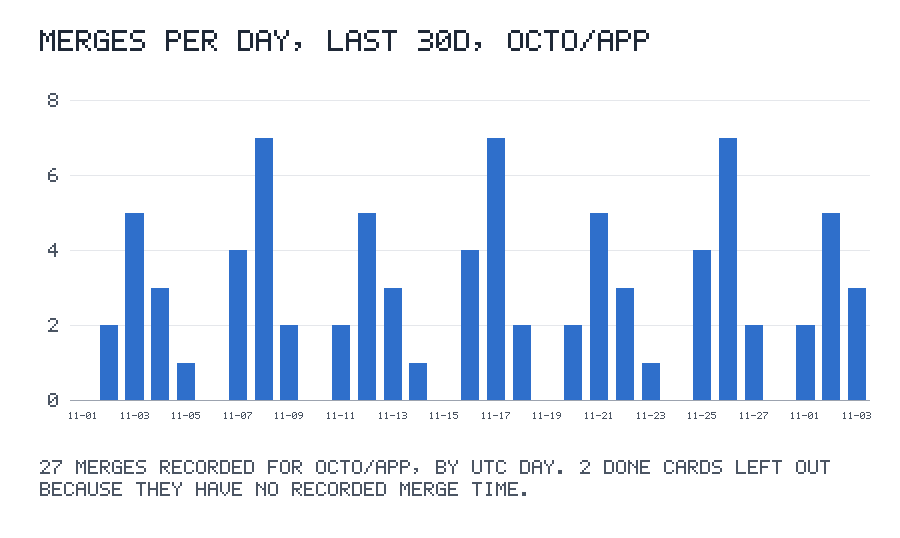 MERGES PER DAY, LAST 30D, OCTO/APP
8
6
4
2
0
11-01 11-03 11-05 11-07 11-09 11-11 11-13 11-15 11-17 11-19 11-21 11-23 11-25 11-27 11-01 11-03
27 MERGES RECORDED FOR OCTO/APP, BY UTC DAY. 2 DONE CARDS LEFT OUT
BECAUSE THEY HAVE NO RECORDED MERGE TIME.